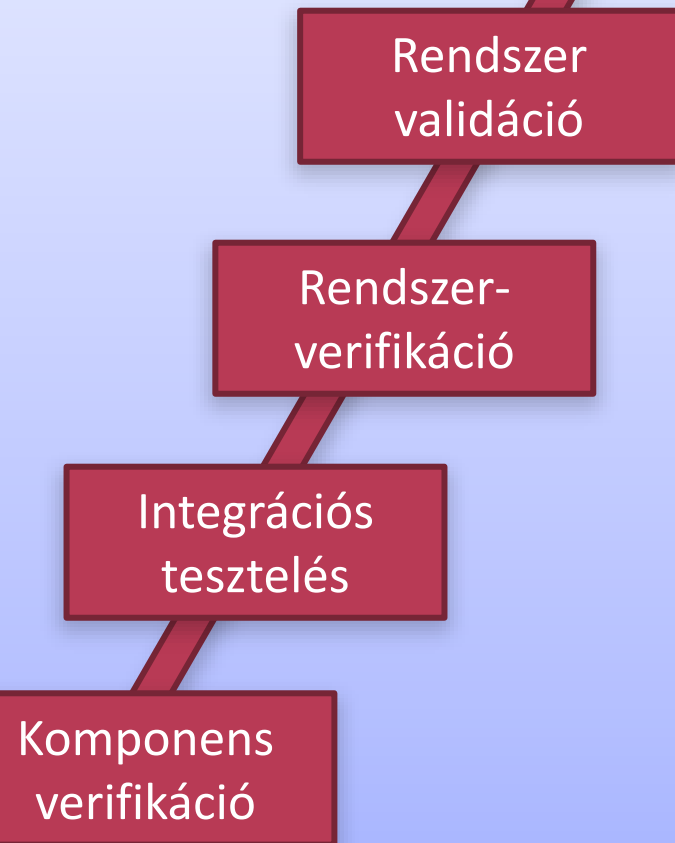 Rendszer
validáció
Rendszer-
verifikáció
Integrációs
tesztelés
Komponens
verifikáció